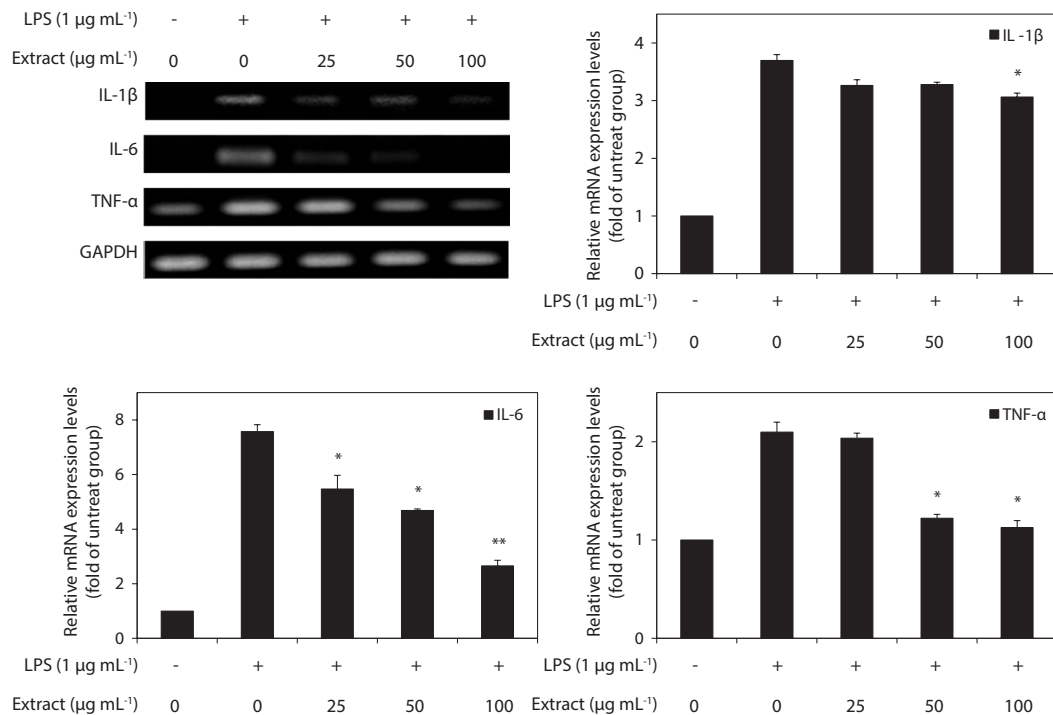 LPS (1 µg mL⁻¹) - + + + +
Extract (µg mL⁻¹) 0 0 25 50 100
IL-1β
IL-6
TNF-α
GAPDH
Relative mRNA expression levels
(fold of untreat group)
4
3
2
1
0
IL -1β
*
LPS (1 µg mL⁻¹) - + + + +
Extract (µg mL⁻¹) 0 0 25 50 100
Relative mRNA expression levels
(fold of untreat group)
8
6
4
2
0
IL-6
*
*
**
LPS (1 µg mL⁻¹) - + + + +
Extract (µg mL⁻¹) 0 0 25 50 100
Relative mRNA expression levels
(fold of untreat group)
2
1
0
TNF-α
*
*
LPS (1 µg mL⁻¹) - + + + +
Extract (µg mL⁻¹) 0 0 25 50 100